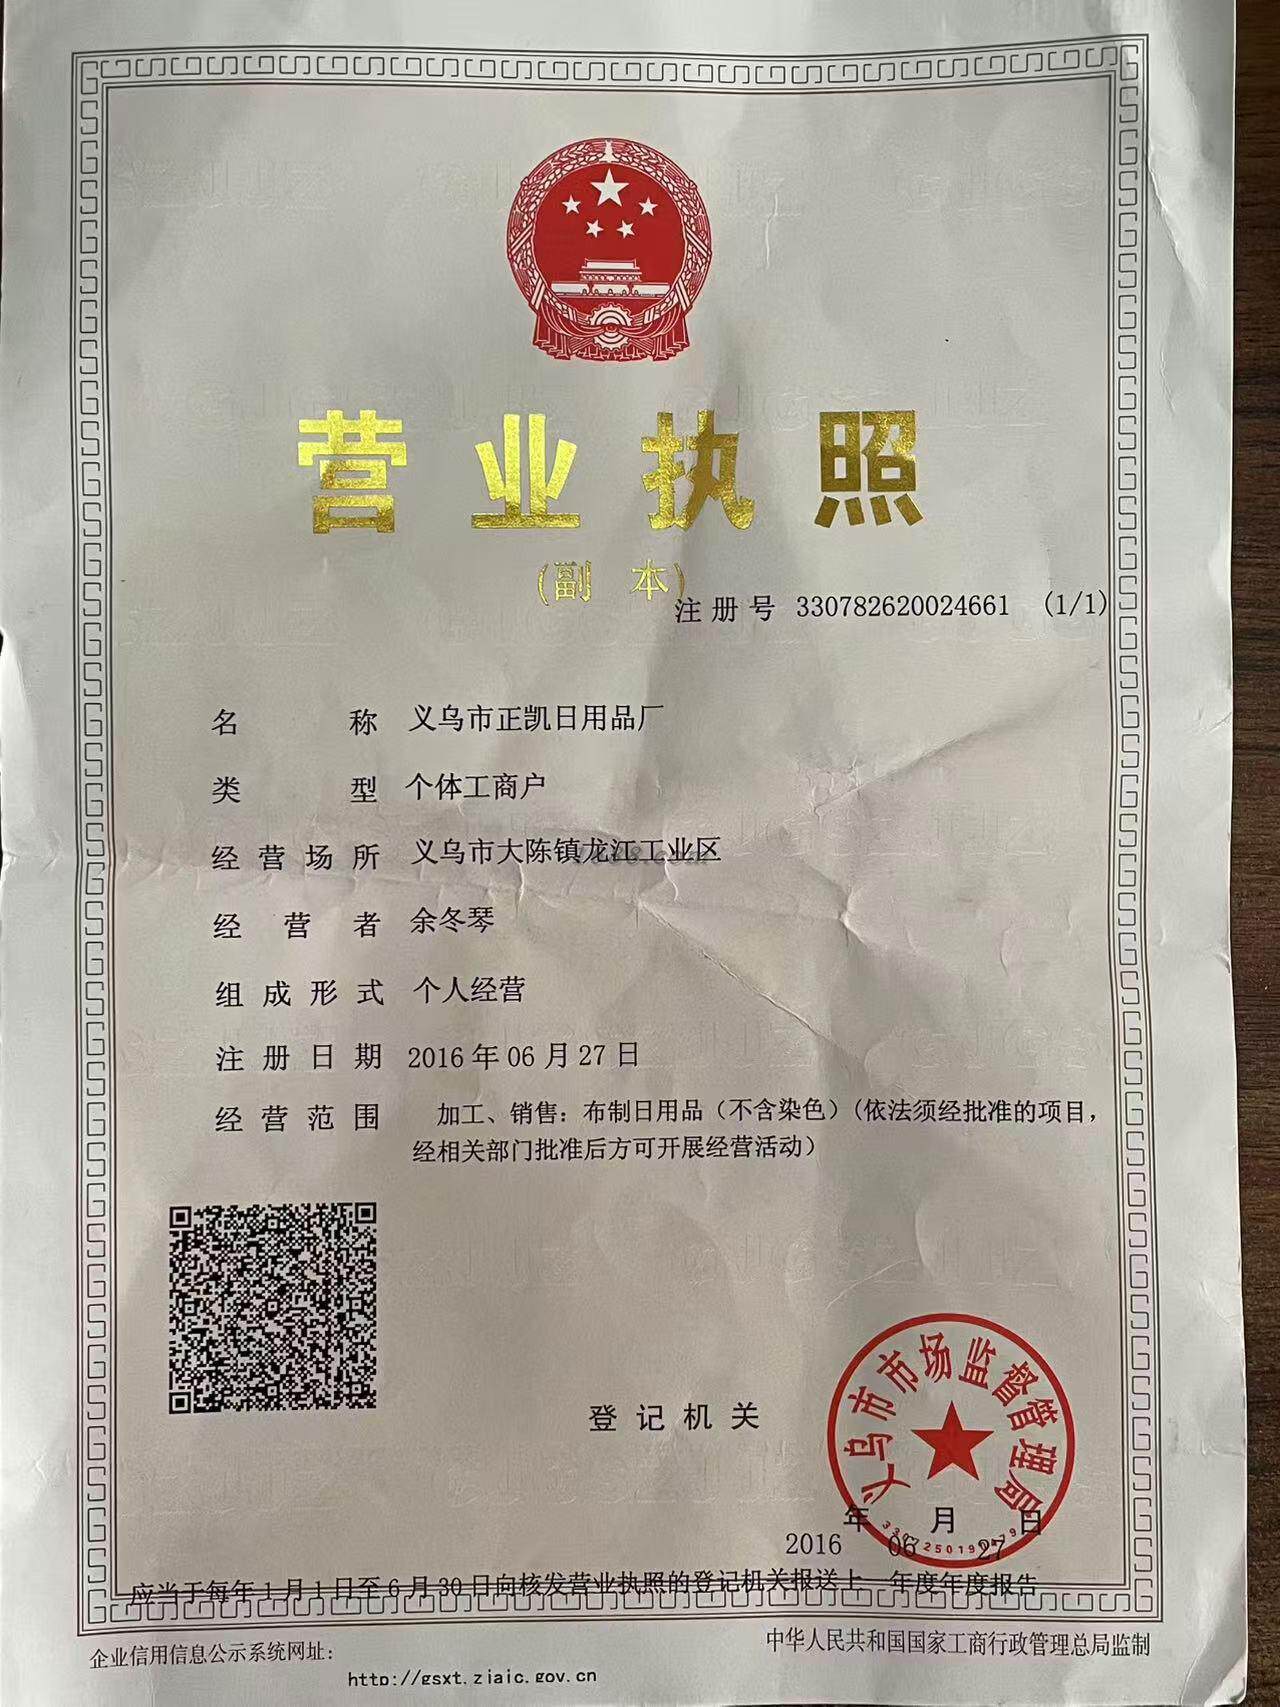 营业执照
(副 本)
注册号 330782620024661 (1/1)
名 称 义乌市正凯日用品厂
类 型 个体工商户
经营场所 义乌市大陈镇龙江工业区
经营者 余冬琴
组成形式 个人经营
注册日期 2016年06月27日
经营范围 加工、销售：布制日用品（不含染色）(依法须经批准的项目，
经相关部门批准后方可开展经营活动）
登记机关
义乌市市场监督管理局
年 月 日
2016 06 27
应当于每年1月1日至6月30日向核发营业执照的登记机关报送上一年度年度报告
企业信用信息公示系统网址：
http://gsxt.zjaic.gov.cn
中华人民共和国国家工商行政管理总局监制